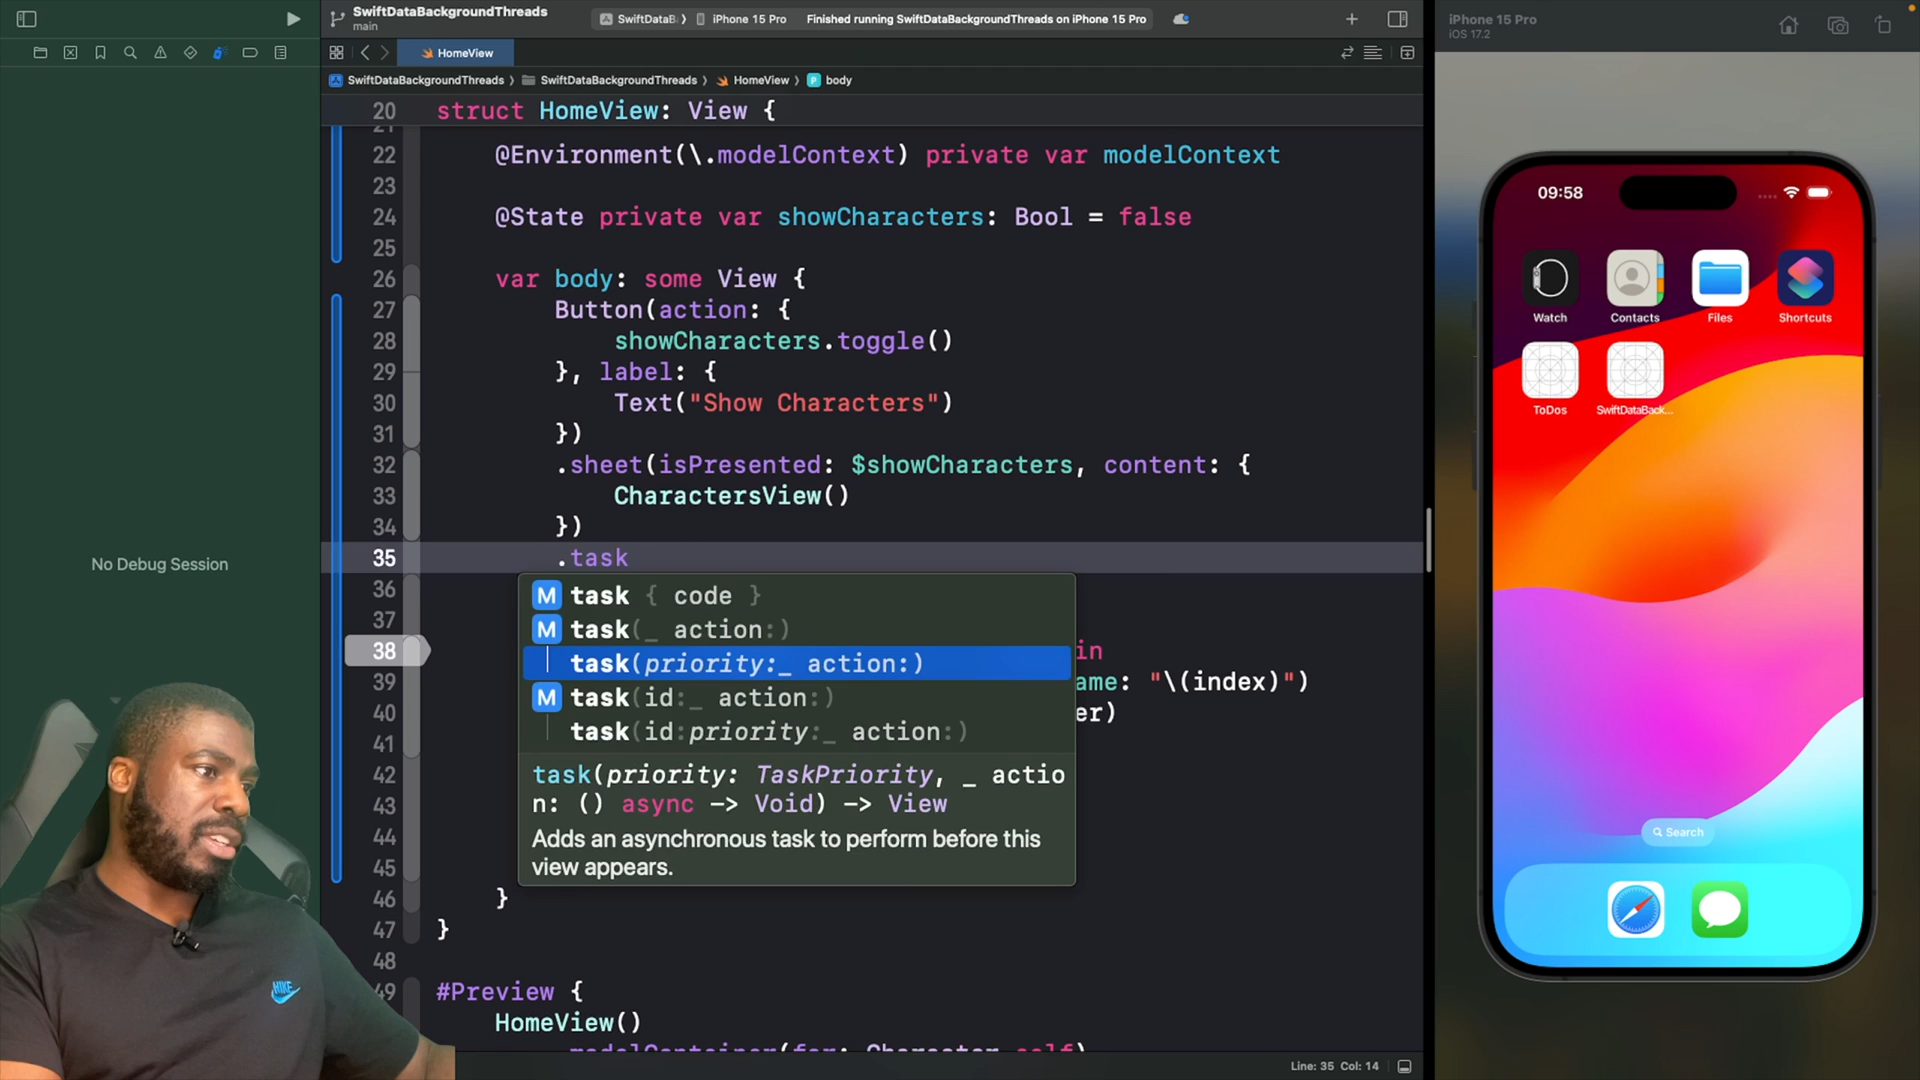 SwiftDataBackgroundThreads
main
SwiftDataB
iPhone 15 Pro
Finished running SwiftDataBackgroundThreads on iPhone 15 Pro
HomeView
SwiftDataBackgroundThreads
SwiftDataBackgroundThreads
HomeView
body
20 struct HomeView: View {
21
22 @Environment(\.modelContext) private var modelContext
23
24 @State private var showCharacters: Bool = false
25
26 var body: some View {
27 Button(action: {
28 showCharacters.toggle()
29 }, label: {
30 Text("Show Characters")
31 })
32 .sheet(isPresented: $showCharacters, content: {
33 CharactersView()
34 })
35 .task
36
37
38 in
39 ame: "\(index)")
40 er)
41
42
43
44
45
46 }
47 }
48
49 #Preview {
HomeView()
.modelContainer(for: Character.self)
M task { code }
M task(_ action:)
task(priority:_ action:)
M task(id:_ action:)
task(id:priority:_ action:)
task(priority: TaskPriority, _ actio
n: () async -> Void) -> View
Adds an asynchronous task to perform before this
view appears.
Line: 35 Col: 14
No Debug Session
NIKE
iPhone 15 Pro
iOS 17.2
09:58
Watch
Contacts
Files
Shortcuts
ToDos
SwiftDataBack...
Search